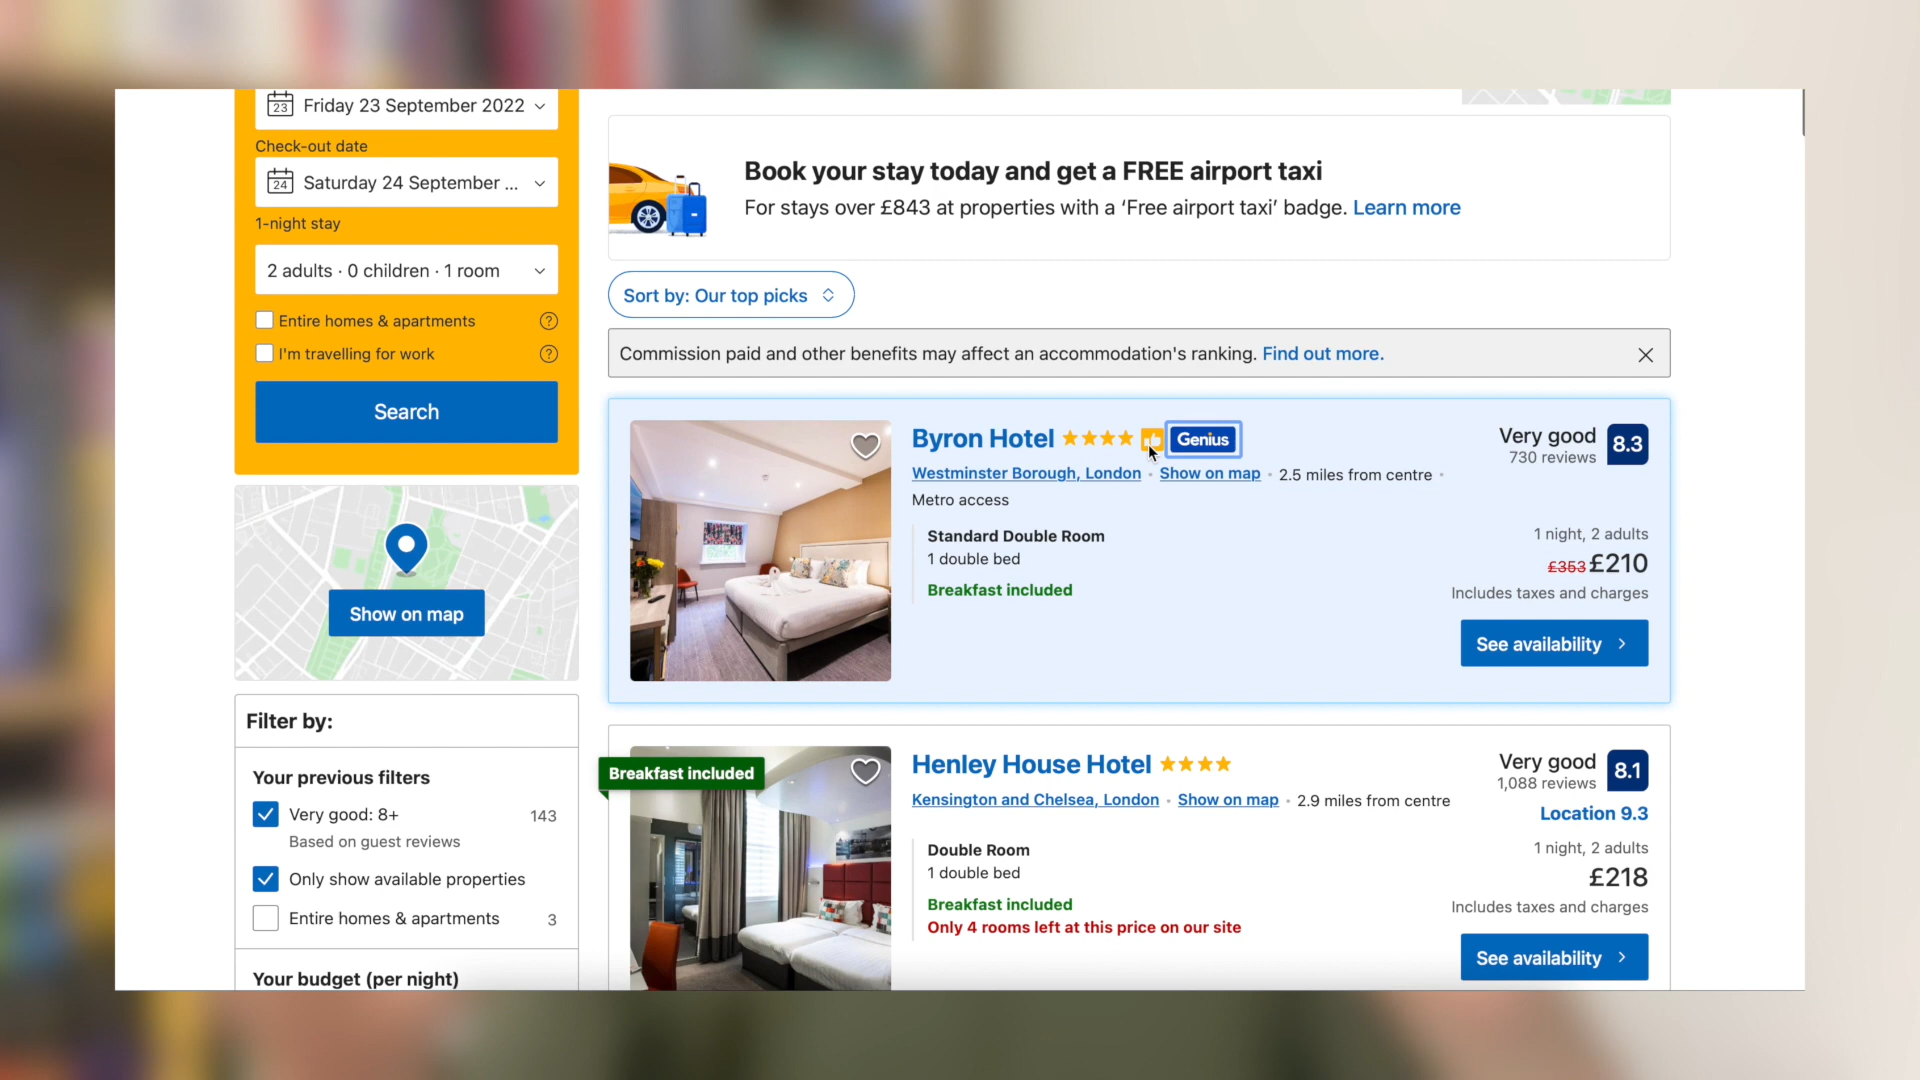 23
Friday 23 September 2022
Check-out date
24
Saturday 24 September ...
1-night stay
2 adults · 0 children · 1 room
Entire homes & apartments
?
I'm travelling for work
?
Search
Show on map
Filter by:
Your previous filters
Very good: 8+
143
Based on guest reviews
Only show available properties
Entire homes & apartments
3
Your budget (per night)
Book your stay today and get a FREE airport taxi
For stays over £843 at properties with a ‘Free airport taxi’ badge. Learn more
Sort by: Our top picks
Commission paid and other benefits may affect an accommodation's ranking. Find out more.
Byron Hotel
Genius
Westminster Borough, London · Show on map · 2.5 miles from centre ·
Metro access
Standard Double Room
1 double bed
Breakfast included
Very good
8.3
730 reviews
1 night, 2 adults
£353 £210
Includes taxes and charges
See availability
Breakfast included
Henley House Hotel
Kensington and Chelsea, London · Show on map · 2.9 miles from centre
Double Room
1 double bed
Breakfast included
Only 4 rooms left at this price on our site
Very good
8.1
1,088 reviews
Location 9.3
1 night, 2 adults
£218
Includes taxes and charges
See availability